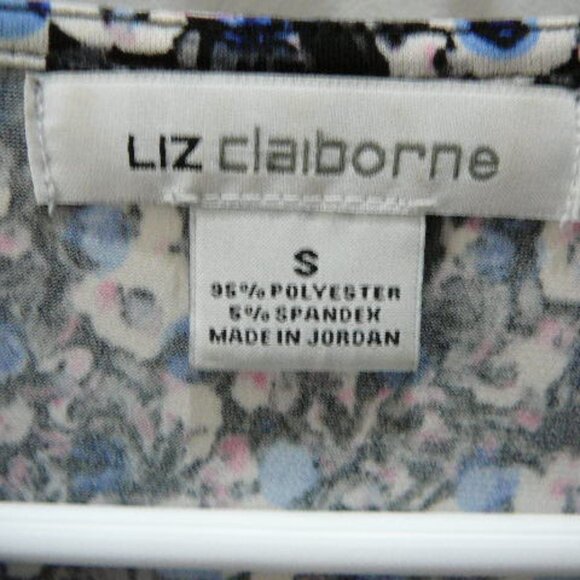 LIZ claiborne
S
95% POLYESTER
5% SPANDEX
MADE IN JORDAN